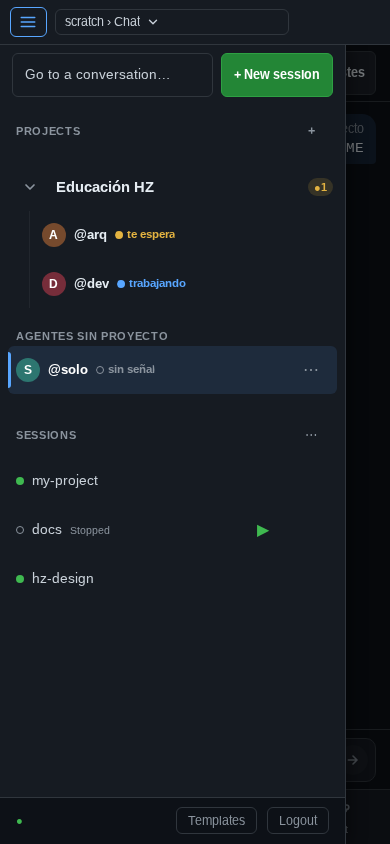 scratch › Chat
Go to a conversation…
+ New session
PROJECTS
+
Educación HZ
1
A @arq te espera
D @dev trabajando
AGENTES SIN PROYECTO
S @solo sin señal
SESSIONS
my-project
docs Stopped
hz-design
Templates
Logout